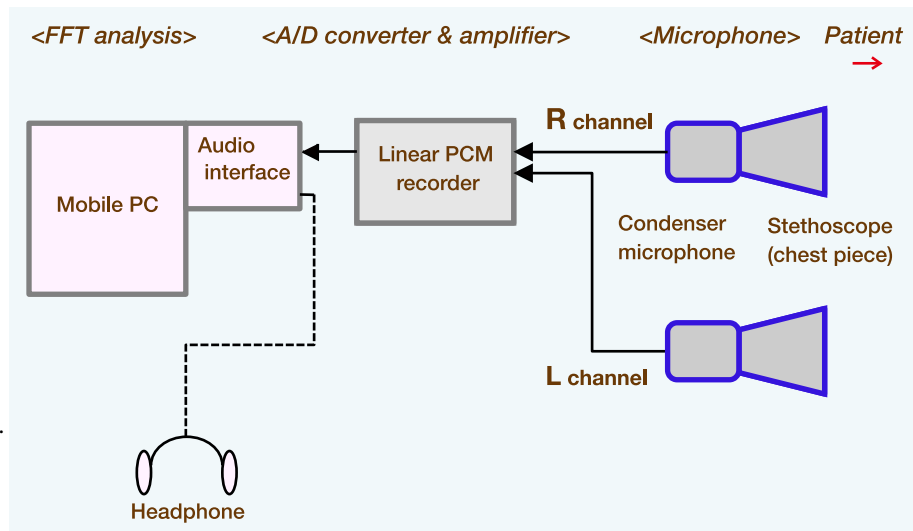 <FFT analysis>
<A/D converter & amplifier>
<Microphone>
Patient
R channel
Audio
interface
Linear PCM
recorder
Mobile PC
Condenser
microphone
Stethoscope
(chest piece)
L channel
Headphone